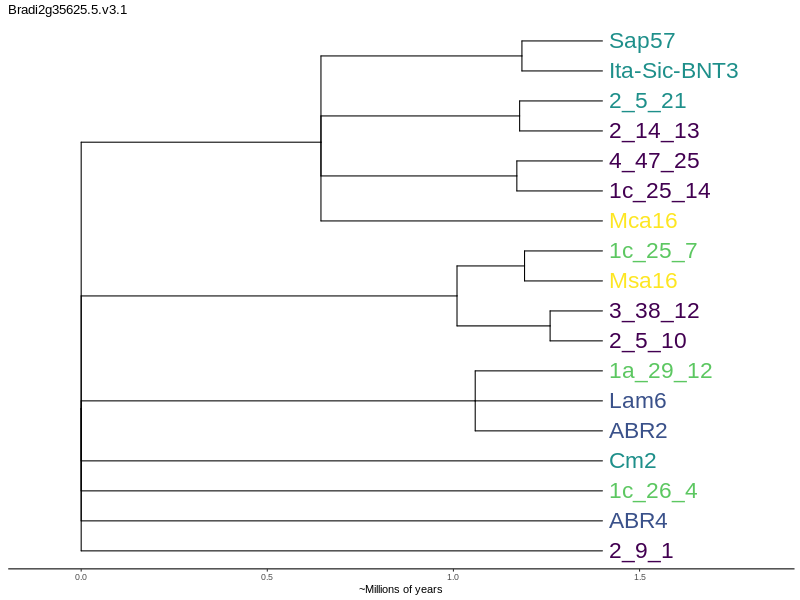 Bradi2g35625.5.v3.1
Sap57
Ita-Sic-BNT3
2_5_21
2_14_13
4_47_25
1c_25_14
Mca16
1c_25_7
Msa16
3_38_12
2_5_10
1a_29_12
Lam6
ABR2
Cm2
1c_26_4
ABR4
2_9_1
0.0 0.5 1.0 1.5
~Millions of years